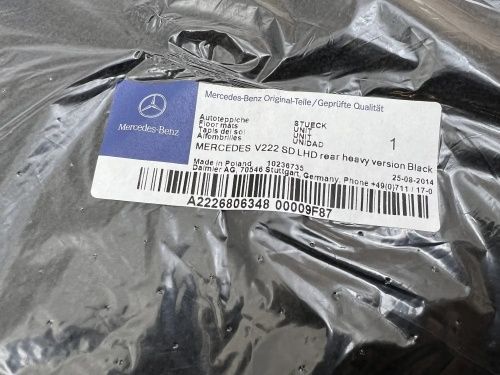 Mercedes-Benz
Mercedes-Benz Original-Teile/Geprüfte Qualität
Autoteppiche STUECK
Floor mats UNIT
Tapis de sol UNIT
Alfombrilles UNIDAD
1
MERCEDES V222 SD LHD rear heavy version Black
Made in Poland 10236735 25-08-2014
Daimler AG, 70546 Stuttgart, Germany, Phone +49(0)711 / 17-0
A2226806348 00009F87